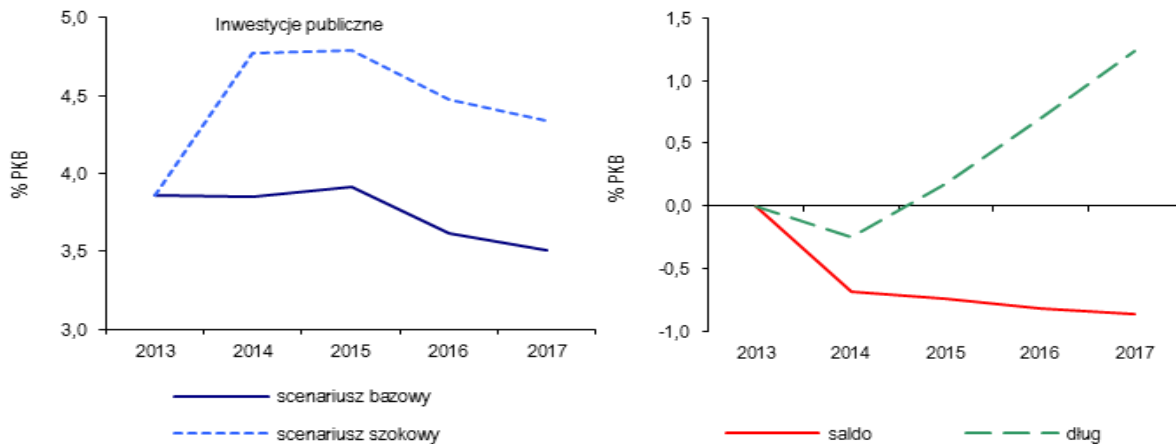 Inwestycje publiczne
% PKB
5,0
4,5
4,0
3,5
3,0
2013 2014 2015 2016 2017
scenariusz bazowy
scenariusz szokowy
% PKB
1,5
1,0
0,5
0,0
-0,5
-1,0
2013 2014 2015 2016 2017
saldo dług